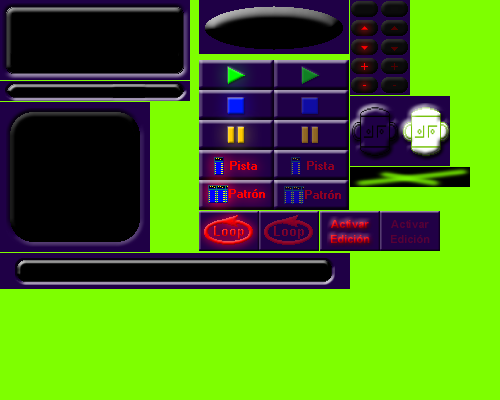 Pista Pista
Patrón Patrón
Loop Loop Activar Activar
Edición Edición